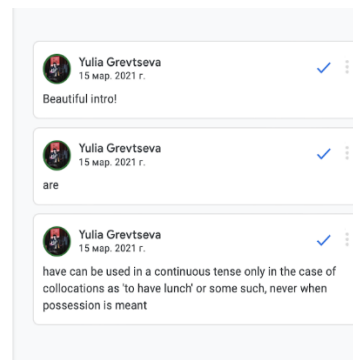 Yulia Grevtseva
15 мар. 2021 г.
Beautiful intro!
Yulia Grevtseva
15 мар. 2021 г.
are
Yulia Grevtseva
15 мар. 2021 г.
have can be used in a continuous tense only in the case of
collocations as 'to have lunch' or some such, never when
possession is meant